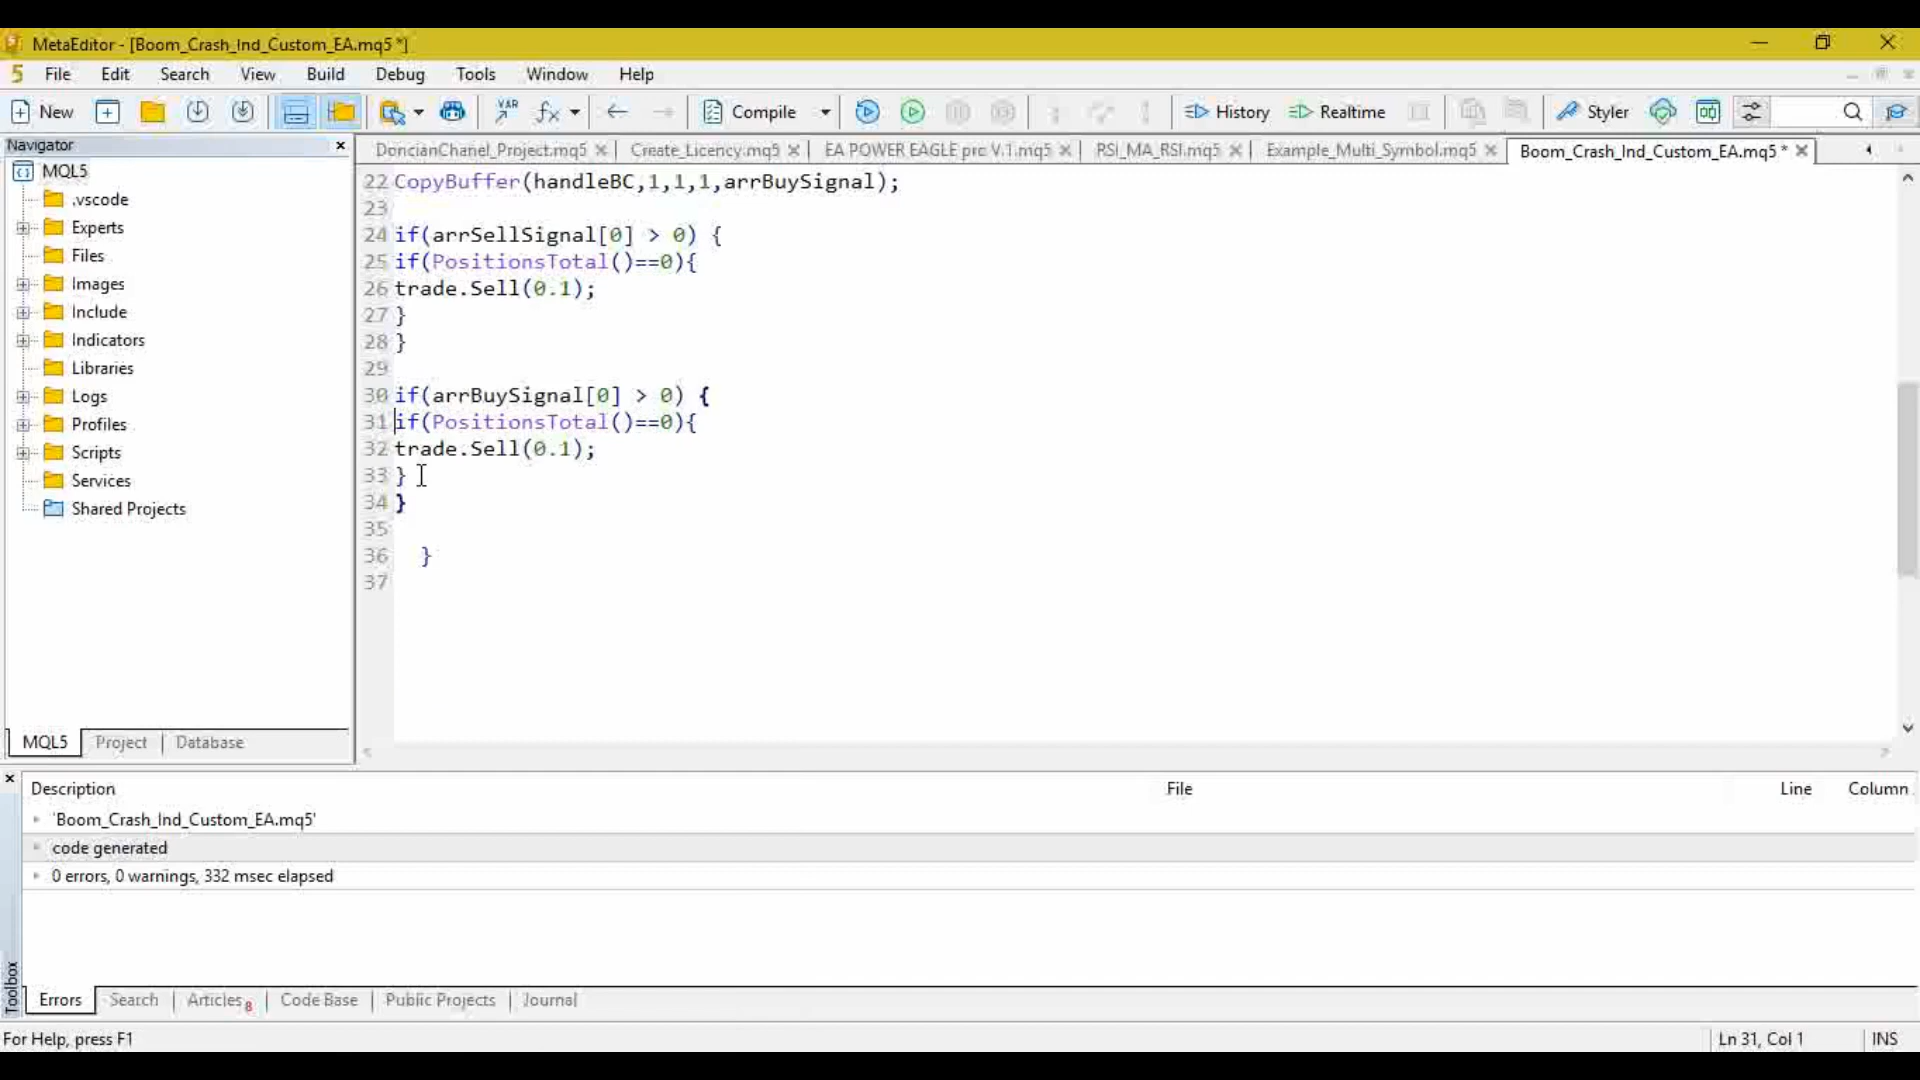 MetaEditor - [Boom_Crash_Ind_Custom_EA.mq5 *]
5 File Edit Search View Build Debug Tools Window Help
New VAR fx Compile History Realtime Styler
Navigator
MQL5
.vscode
Experts
Files
Images
Include
Indicators
Libraries
Logs
Profiles
Scripts
Services
Shared Projects
MQL5 Project Database
DoncianChanel_Project.mq5 Create_Licency.mq5 EA POWER EAGLE pro V.1.mq5 RSI_MA_RSI.mq5 Example_Multi_Symbol.mq5 Boom_Crash_Ind_Custom_EA.mq5 *
22 CopyBuffer(handleBC,1,1,1,arrBuySignal);
23
24 if(arrSellSignal[0] > 0) {
25 if(PositionsTotal()==0){
26 trade.Sell(0.1);
27 }
28 }
29
30 if(arrBuySignal[0] > 0) {
31 if(PositionsTotal()==0){
32 trade.Sell(0.1);
33 }
34 }
35
36 }
37
Description File Line Column
'Boom_Crash_Ind_Custom_EA.mq5'
code generated
0 errors, 0 warnings, 332 msec elapsed
Toolbox
Errors Search Articles 8 Code Base Public Projects Journal
For Help, press F1 Ln 31, Col 1 INS